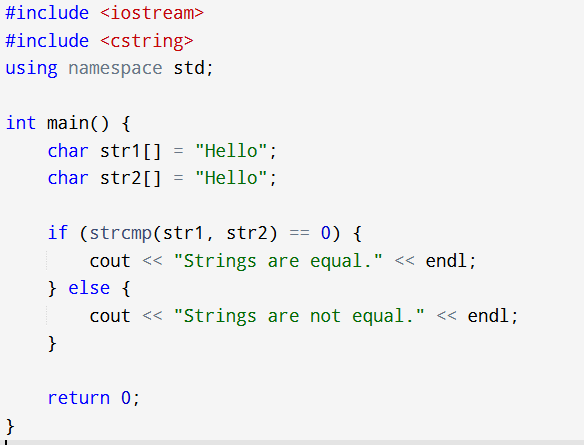 #include <iostream>
#include <cstring>
using namespace std;
int main() {
char str1[] = "Hello";
char str2[] = "Hello";
if (strcmp(str1, str2) == 0) {
cout << "Strings are equal." << endl;
} else {
cout << "Strings are not equal." << endl;
}
return 0;
}